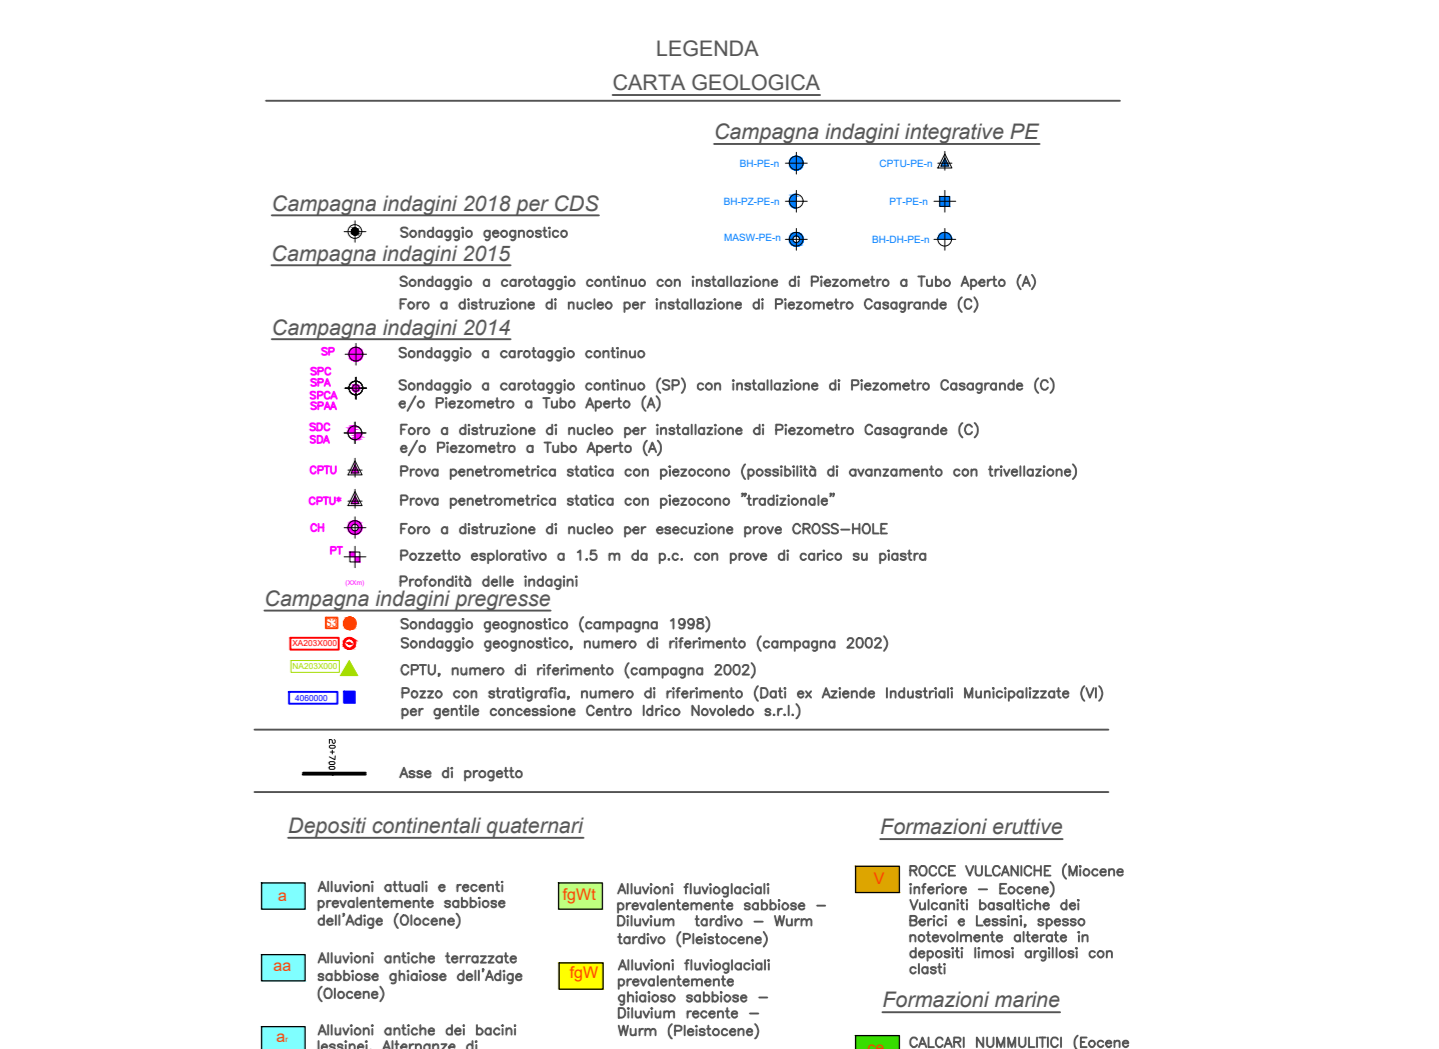 LEGENDA
CARTA GEOLOGICA
Campagna indagini integrative PE
BH-PE-n
CPTU-PE-n
BH-PZ-PE-n
PT-PE-n
MASW-PE-n
BH-DH-PE-n
Campagna indagini 2018 per CDS
Sondaggio geognostico
Campagna indagini 2015
Sondaggio a carotaggio continuo con installazione di Piezometro a Tubo Aperto (A)
Foro a distruzione di nucleo per installazione di Piezometro Casagrande (C)
Campagna indagini 2014
SP
Sondaggio a carotaggio continuo
SPC
SPA
SPCA
SPAA
Sondaggio a carotaggio continuo (SP) con installazione di Piezometro Casagrande (C)
e/o Piezometro a Tubo Aperto (A)
SDC
SDA
Foro a distruzione di nucleo per installazione di Piezometro Casagrande (C)
e/o Piezometro a Tubo Aperto (A)
CPTU
Prova penetrometrica statica con piezocono (possibilità di avanzamento con trivellazione)
CPTU*
Prova penetrometrica statica con piezocono "tradizionale"
CH
Foro a distruzione di nucleo per esecuzione prove CROSS-HOLE
PT
Pozzetto esplorativo a 1.5 m da p.c. con prove di carico su piastra
(XXm)
Profondità delle indagini
Campagna indagini pregresse
Sondaggio geognostico (campagna 1998)
XA203X000
Sondaggio geognostico, numero di riferimento (campagna 2002)
NA203X000
CPTU, numero di riferimento (campagna 2002)
4060000
Pozzo con stratigrafia, numero di riferimento (Dati ex Aziende Industriali Municipalizzate (VI)
per gentile concessione Centro Idrico Novoledo s.r.l.)
20+700
Asse di progetto
Depositi continentali quaternari
a
Alluvioni attuali e recenti
prevalentemente sabbiose
dell'Adige (Olocene)
aa
Alluvioni antiche terrazzate
sabbiose ghiaiose dell'Adige
(Olocene)
Alluvioni antiche dei bacini
lessinei. Alternanze di
fgWt
Alluvioni fluvioglaciali
prevalentemente sabbiose –
Diluvium tardivo – Wurm
tardivo (Pleistocene)
fgW
Alluvioni fluvioglaciali
prevalentemente
ghiaioso sabbiose –
Diluvium recente –
Wurm (Pleistocene)
Formazioni eruttive
V
ROCCE VULCANICHE (Miocene
inferiore – Eocene)
Vulcaniti basaltiche dei
Berici e Lessini, spesso
notevolmente alterate in
depositi limosi argillosi con
clasti
Formazioni marine
CALCARI NUMMULITICI (Eocene